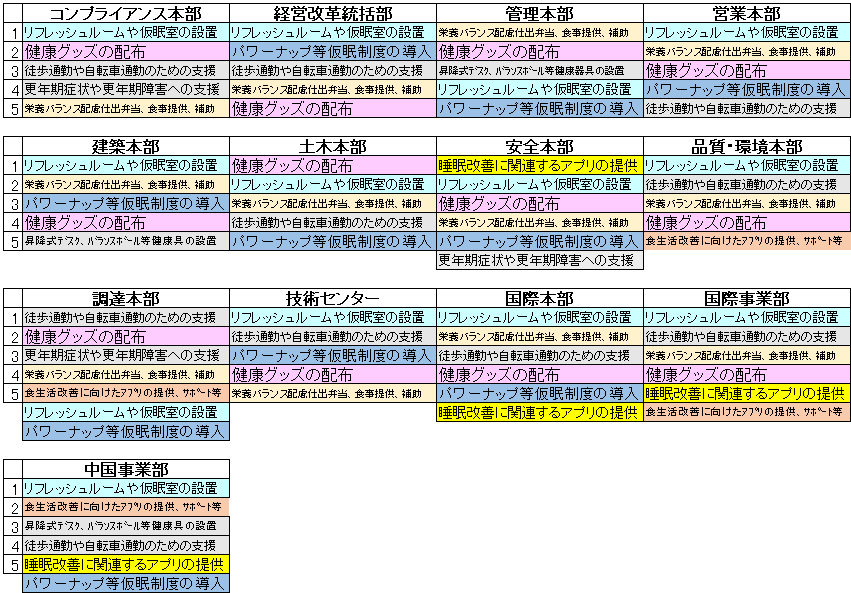 コンプライアンス本部 経営改革統括部 管理本部 営業本部
1 リフレッシュルームや仮眠室の設置 リフレッシュルームや仮眠室の設置 栄養バランス配慮仕出弁当、食事提供、補助 リフレッシュルームや仮眠室の設置
2 健康グッズの配布 パワーナップ等仮眠制度の導入 健康グッズの配布 栄養バランス配慮仕出弁当、食事提供、補助
3 徒歩通勤や自転車通勤のための支援 徒歩通勤や自転車通勤のための支援 昇降式デスク、バランスボール等健康器具の設置 健康グッズの配布
4 更年期症状や更年期障害への支援 栄養バランス配慮仕出弁当、食事提供、補助 リフレッシュルームや仮眠室の設置 パワーナップ等仮眠制度の導入
5 栄養バランス配慮仕出弁当、食事提供、補助 健康グッズの配布 パワーナップ等仮眠制度の導入 徒歩通勤や自転車通勤のための支援
建築本部 土木本部 安全本部 品質・環境本部
1 リフレッシュルームや仮眠室の設置 健康グッズの配布 睡眠改善に関連するアプリの提供 リフレッシュルームや仮眠室の設置
2 栄養バランス配慮仕出弁当、食事提供、補助 リフレッシュルームや仮眠室の設置 リフレッシュルームや仮眠室の設置 徒歩通勤や自転車通勤のための支援
3 パワーナップ等仮眠制度の導入 栄養バランス配慮仕出弁当、食事提供、補助 健康グッズの配布 栄養バランス配慮仕出弁当、食事提供、補助
4 健康グッズの配布 徒歩通勤や自転車通勤のための支援 栄養バランス配慮仕出弁当、食事提供、補助 健康グッズの配布
5 昇降式デスク、バランスボール等健康具の設置 パワーナップ等仮眠制度の導入 パワーナップ等仮眠制度の導入 食生活改善に向けたアプリの提供、サポート等
更年期症状や更年期障害への支援
調達本部 技術センター 国際本部 国際事業部
1 徒歩通勤や自転車通勤のための支援 リフレッシュルームや仮眠室の設置 リフレッシュルームや仮眠室の設置 リフレッシュルームや仮眠室の設置
2 健康グッズの配布 徒歩通勤や自転車通勤のための支援 栄養バランス配慮仕出弁当、食事提供、補助 徒歩通勤や自転車通勤のための支援
3 更年期症状や更年期障害への支援 パワーナップ等仮眠制度の導入 徒歩通勤や自転車通勤のための支援 栄養バランス配慮仕出弁当、食事提供、補助
4 栄養バランス配慮仕出弁当、食事提供、補助 健康グッズの配布 健康グッズの配布 健康グッズの配布
5 食生活改善に向けたアプリの提供、サポート等 栄養バランス配慮仕出弁当、食事提供、補助 パワーナップ等仮眠制度の導入 睡眠改善に関連するアプリの提供
リフレッシュルームや仮眠室の設置 睡眠改善に関連するアプリの提供 食生活改善に向けたアプリの提供、サポート等
パワーナップ等仮眠制度の導入
中国事業部
1 リフレッシュルームや仮眠室の設置
2 食生活改善に向けたアプリの提供、サポート等
3 昇降式デスク、バランスボール等健康具の設置
4 徒歩通勤や自転車通勤のための支援
5 睡眠改善に関連するアプリの提供
パワーナップ等仮眠制度の導入